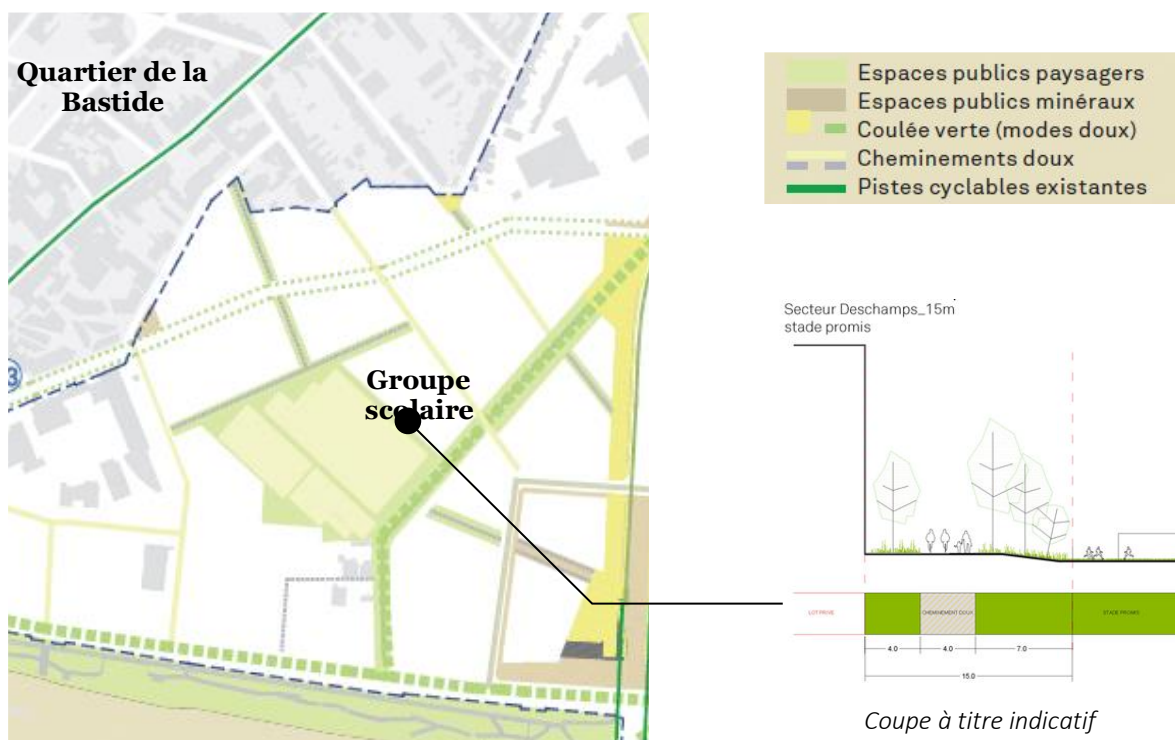 Quartier de la
Bastide
Groupe
scolaire
3
Espaces publics paysagers
Espaces publics minéraux
Coulée verte (modes doux)
Cheminements doux
Pistes cyclables existantes
Secteur Deschamps_15m
stade promis
LOT PRIVE
CHEMINEMENT DOUX
STADE PROMIS
4.0
4.0
7.0
15.0
Coupe à titre indicatif